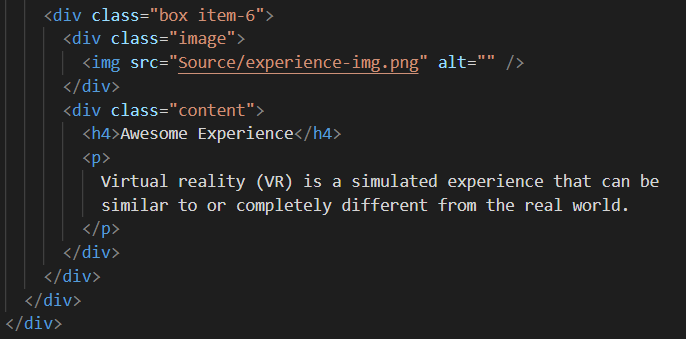 <div class="box item-6">
<div class="image">
<img src="Source/experience-img.png" alt="" />
</div>
<div class="content">
<h4>Awesome Experience</h4>
<p>
Virtual reality (VR) is a simulated experience that can be
similar to or completely different from the real world.
</p>
</div>
</div>
</div>
</div>